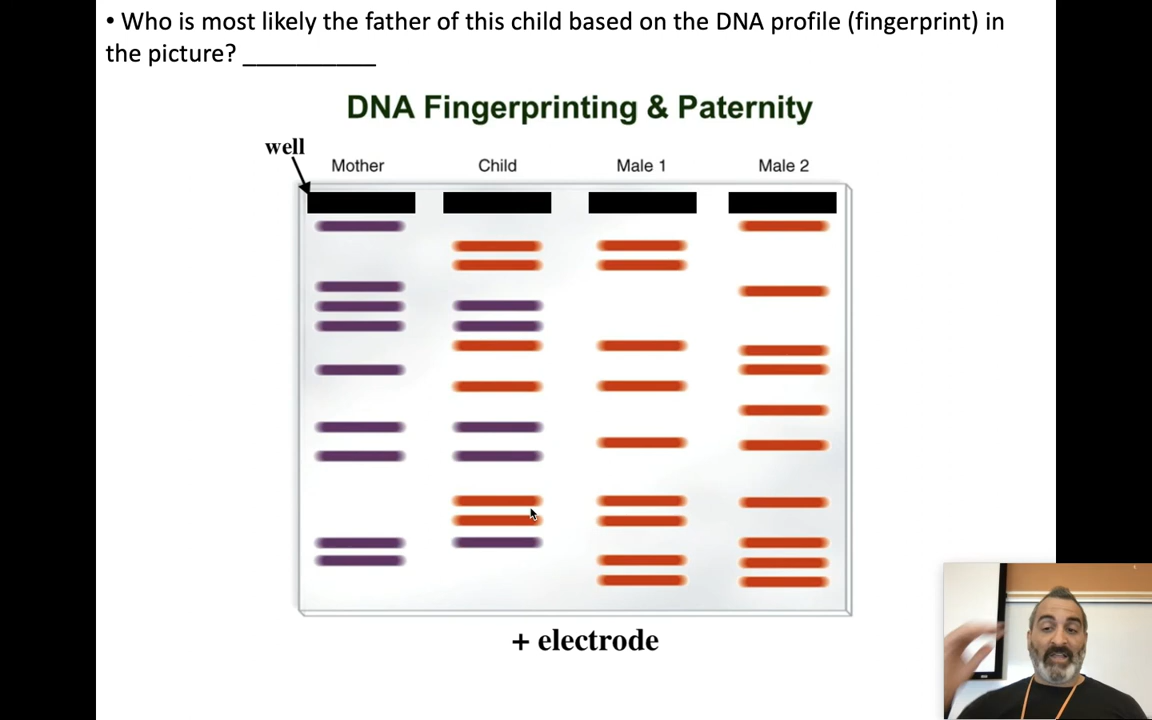 • Who is most likely the father of this child based on the DNA profile (fingerprint) in
the picture? ___________
DNA Fingerprinting & Paternity
well
Mother Child Male 1 Male 2
+ electrode